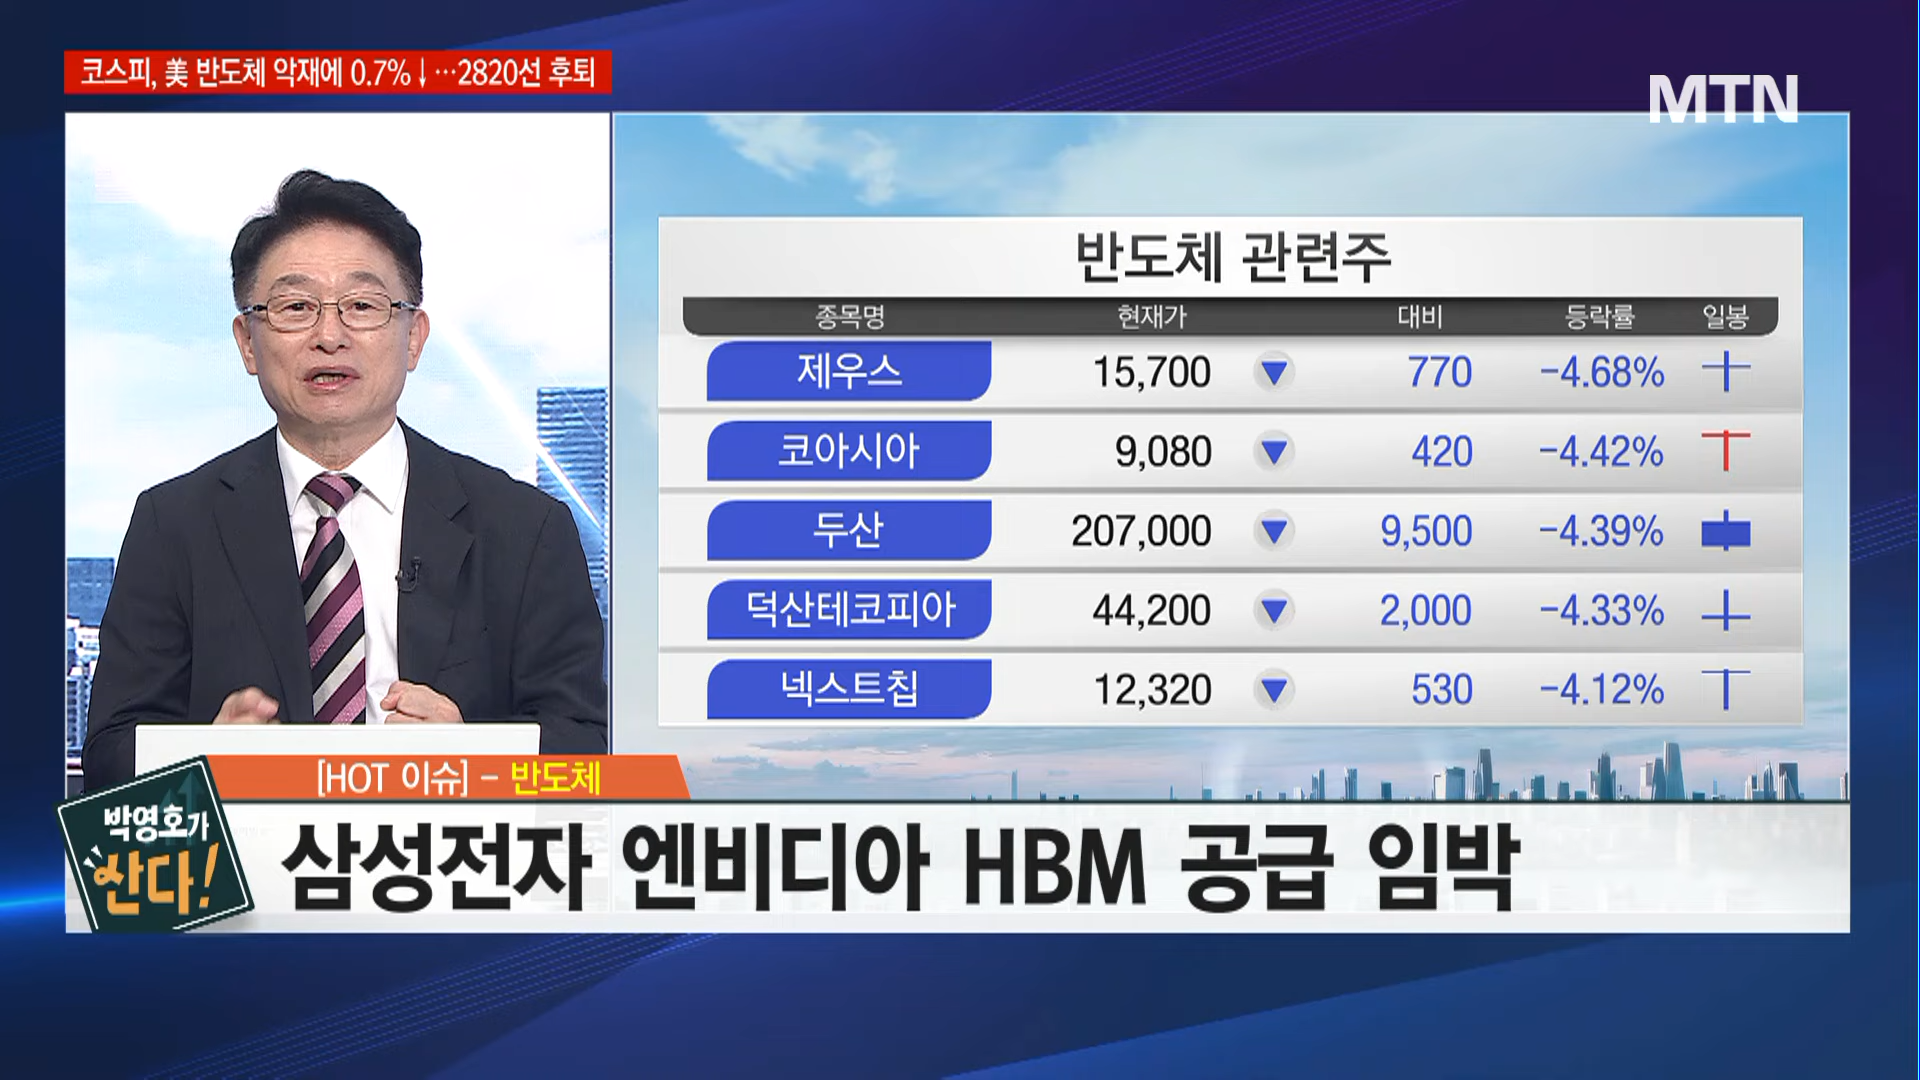 코스피, 美 반도체 악재에 0.7%↓…2820선 후퇴
MTN
반도체 관련주
종목명 현재가 대비 등락률 일봉
제우스 15,700 ▼ 770 -4.68%
코아시아 9,080 ▼ 420 -4.42%
두산 207,000 ▼ 9,500 -4.39%
덕산테코피아 44,200 ▼ 2,000 -4.33%
넥스트칩 12,320 ▼ 530 -4.12%
[HOT 이슈] - 반도체
박영호가
산다!
삼성전자 엔비디아 HBM 공급 임박